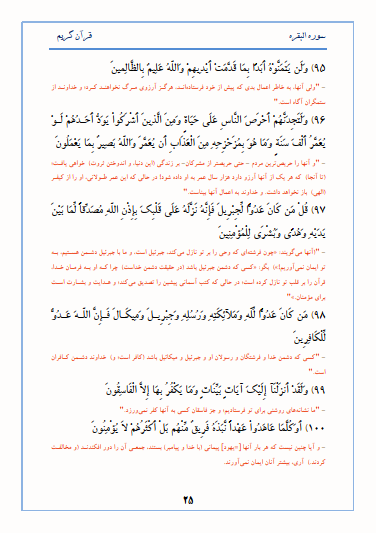 سوره البقره
قرآن کریم
(۹۵) وَلَن يَتَمَنَّوْهُ أَبَدًا بِمَا قَدَّمَتْ أَيْدِيهِمْ وَاللّهُ عَلِيمٌ بِالظَّالِمِينَ
– "ولی آنها، به خاطر اعمال بدی که پیش از خود فرستاده‌اند، هرگز آرزوی مرگ نخواهند کرد؛ و خداوند از
ستمگران آگاه است."
(۹۶) وَلَتَجِدَنَّهُمْ أَحْرَصَ النَّاسِ عَلَى حَيَاةٍ وَمِنَ الَّذِينَ أَشْرَكُواْ يَوَدُّ أَحَدُهُمْ لَوْ
يُعَمَّرُ أَلْفَ سَنَةٍ وَمَا هُوَ بِمُزَحْزِحِهِ مِنَ الْعَذَابِ أَن يُعَمَّرَ وَاللّهُ بَصِيرٌ بِمَا يَعْمَلُونَ
– "و آنها را حریص‌ترین مردم – حتی حریصتر از مشرکان – بر زندگی (این دنیا، و اندوختن ثروت) خواهی یافت؛
(تا آنجا) که هر یک از آنها آرزو دارد هزار سال عمر به او داده شود! در حالی که این عمر طولانی، او را از کیفر
(الهی) باز نخواهد داشت. و خداوند به اعمال آنها بیناست."
(۹۷) قُلْ مَن كَانَ عَدُوًّا لِّجِبْرِيلَ فَإِنَّهُ نَزَّلَهُ عَلَى قَلْبِكَ بِإِذْنِ اللّهِ مُصَدِّقاً لِّمَا بَيْنَ
يَدَيْهِ وَهُدًى وَبُشْرَى لِلْمُؤْمِنِينَ
– "(آنها می‌گویند: «چون فرشته‌ای که وحی را بر تو نازل می‌کند، جبرئیل است، و ما با جبرئیل دشمن هستیم، به
تو ایمان نمی‌آوریم!») بگو: «کسی که دشمن جبرئیل باشد (در حقیقت دشمن خداست) چرا که او به فرمان خدا،
قرآن را بر قلب تو نازل کرده است؛ در حالی که کتب آسمانی پیشین را تصدیق می‌کند؛ و هدایت و بشارت است
برای مؤمنان.»"
(۹۸) مَن كَانَ عَدُوًّا لِّلّهِ وَمَلآئِكَتِهِ وَرُسُلِهِ وَجِبْرِيلَ وَمِيكَالَ فَإِنَّ اللّهَ عَدُوٌّ
لِّلْكَافِرِينَ
– "کسی که دشمن خدا و فرشتگان و رسولان او و جبرئیل و میکائیل باشد (کافر است؛ و) خداوند دشمن کافران
است."
(۹۹) وَلَقَدْ أَنزَلْنَآ إِلَيْكَ آيَاتٍ بَيِّنَاتٍ وَمَا يَكْفُرُ بِهَا إِلاَّ الْفَاسِقُونَ
– "ما نشانه‌های روشنی برای تو فرستادیم؛ و جز فاسقان کسی به آنها کفر نمی‌ورزد."
(۱۰۰) أَوَكُلَّمَا عَاهَدُواْ عَهْداً نَّبَذَهُ فَرِيقٌ مِّنْهُم بَلْ أَكْثَرُهُمْ لاَ يُؤْمِنُونَ
– و آیا چنین نیست که هر بار آنها [=یهود] پیمانی (با خدا و پیامبر) بستند، جمعی آن را دور افکندند (و مخالفت
کردند.) آری، بیشتر آنان ایمان نمی‌آورند.
۲۵